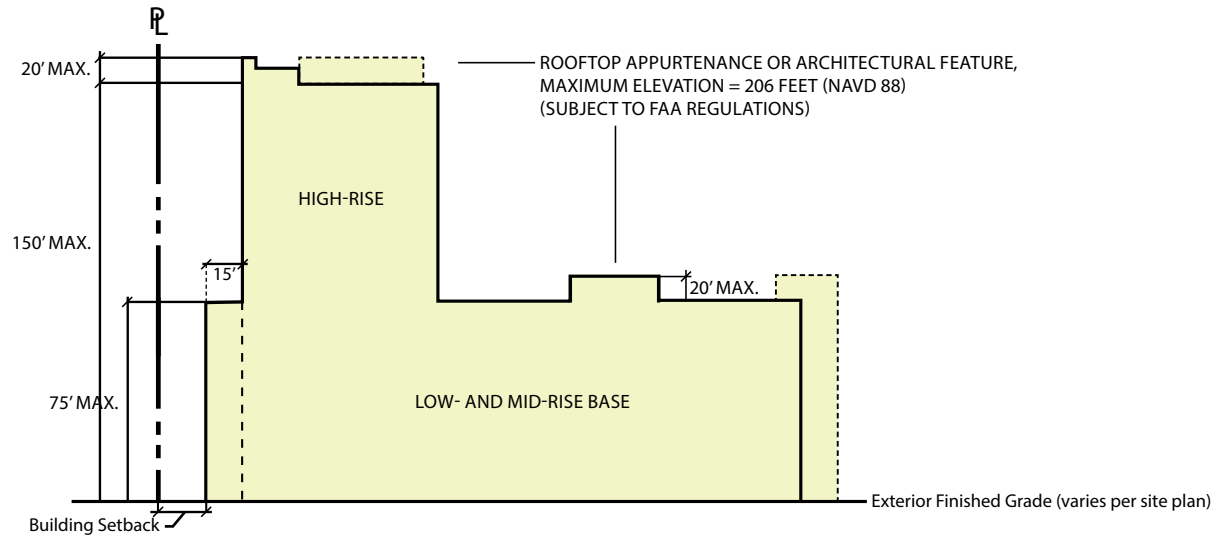 PL
20’ MAX.
ROOFTOP APPURTENANCE OR ARCHITECTURAL FEATURE,
MAXIMUM ELEVATION = 206 FEET (NAVD 88)
(SUBJECT TO FAA REGULATIONS)
HIGH-RISE
150’ MAX.
15’
20’ MAX.
75’ MAX.
LOW- AND MID-RISE BASE
Exterior Finished Grade (varies per site plan)
Building Setback